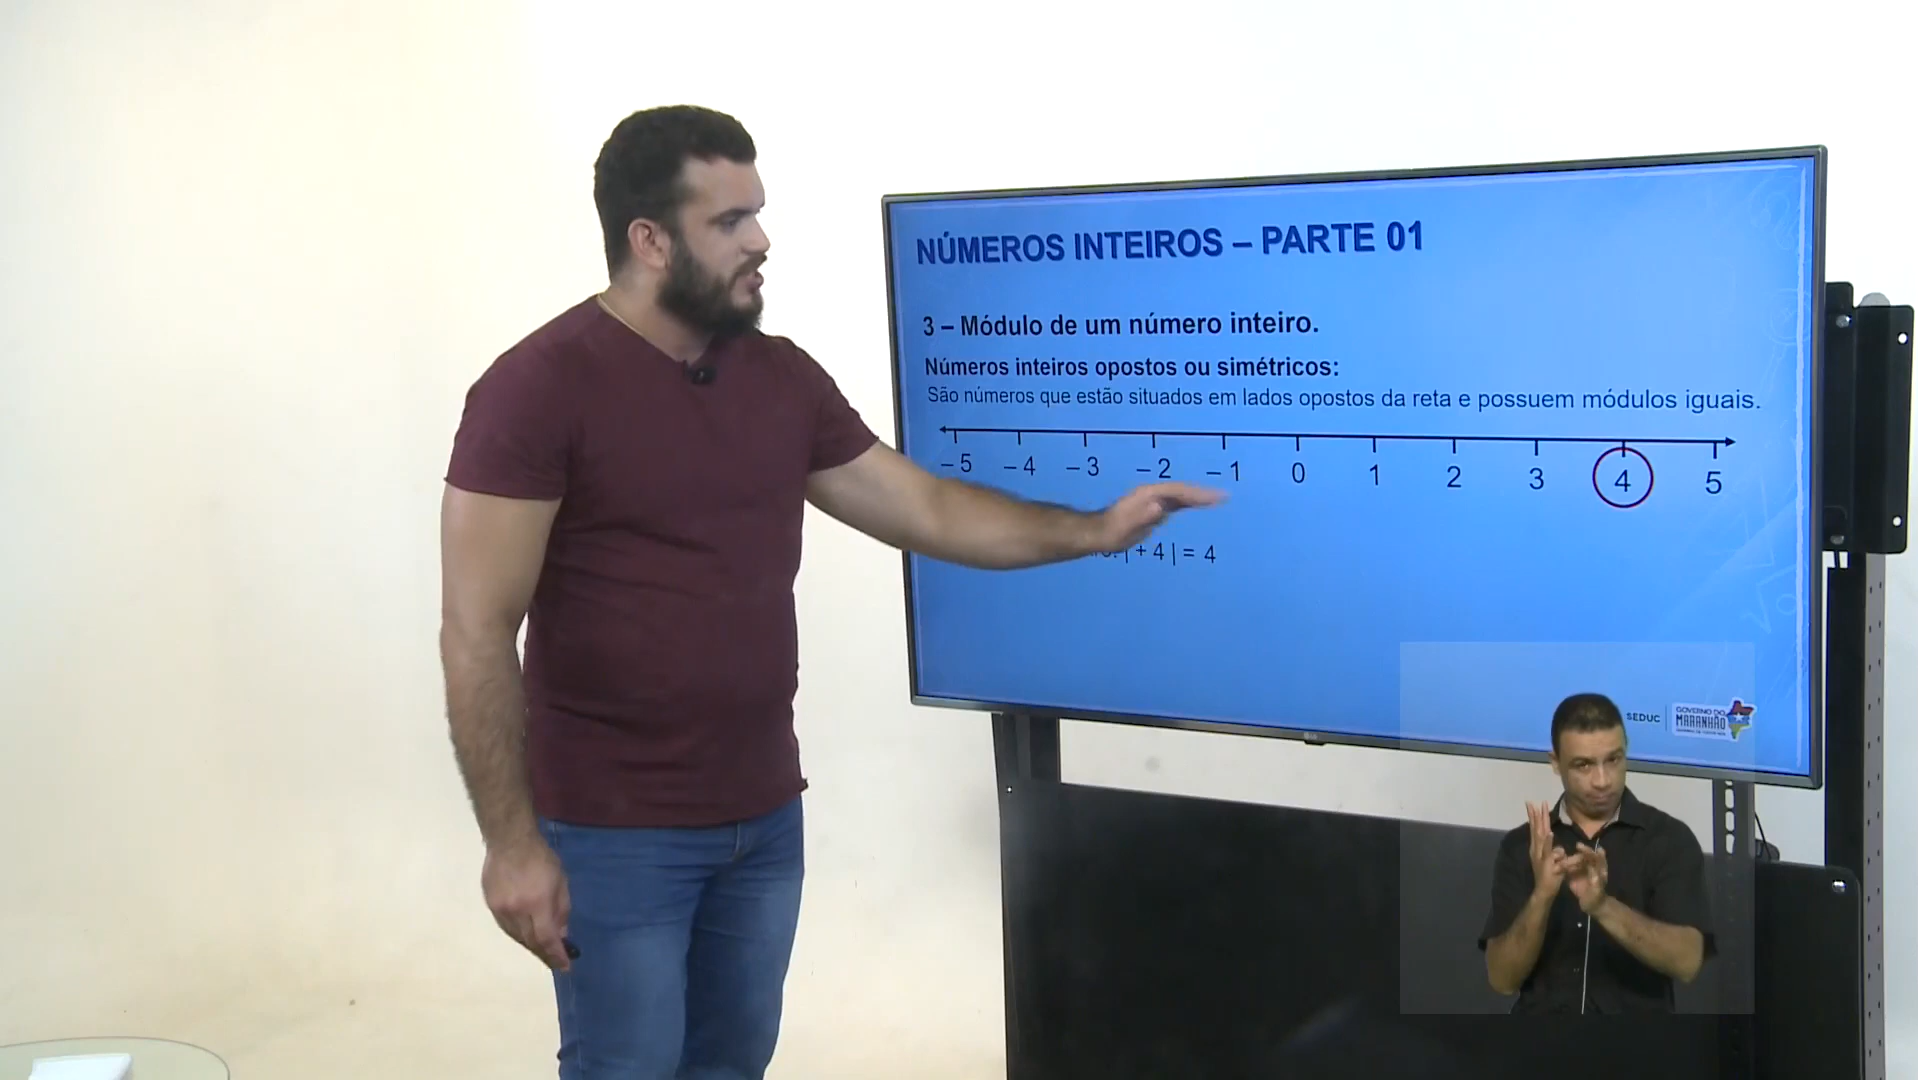 NÚMEROS INTEIROS – PARTE 01
3 – Módulo de um número inteiro.
Números inteiros opostos ou simétricos:
São números que estão situados em lados opostos da reta e possuem módulos iguais.
– 5 – 4 – 3 – 2 – 1 0 1 2 3 4 5
| + 4 | = 4
SEDUC
GOVERNO DO
MARANHÃO
LG